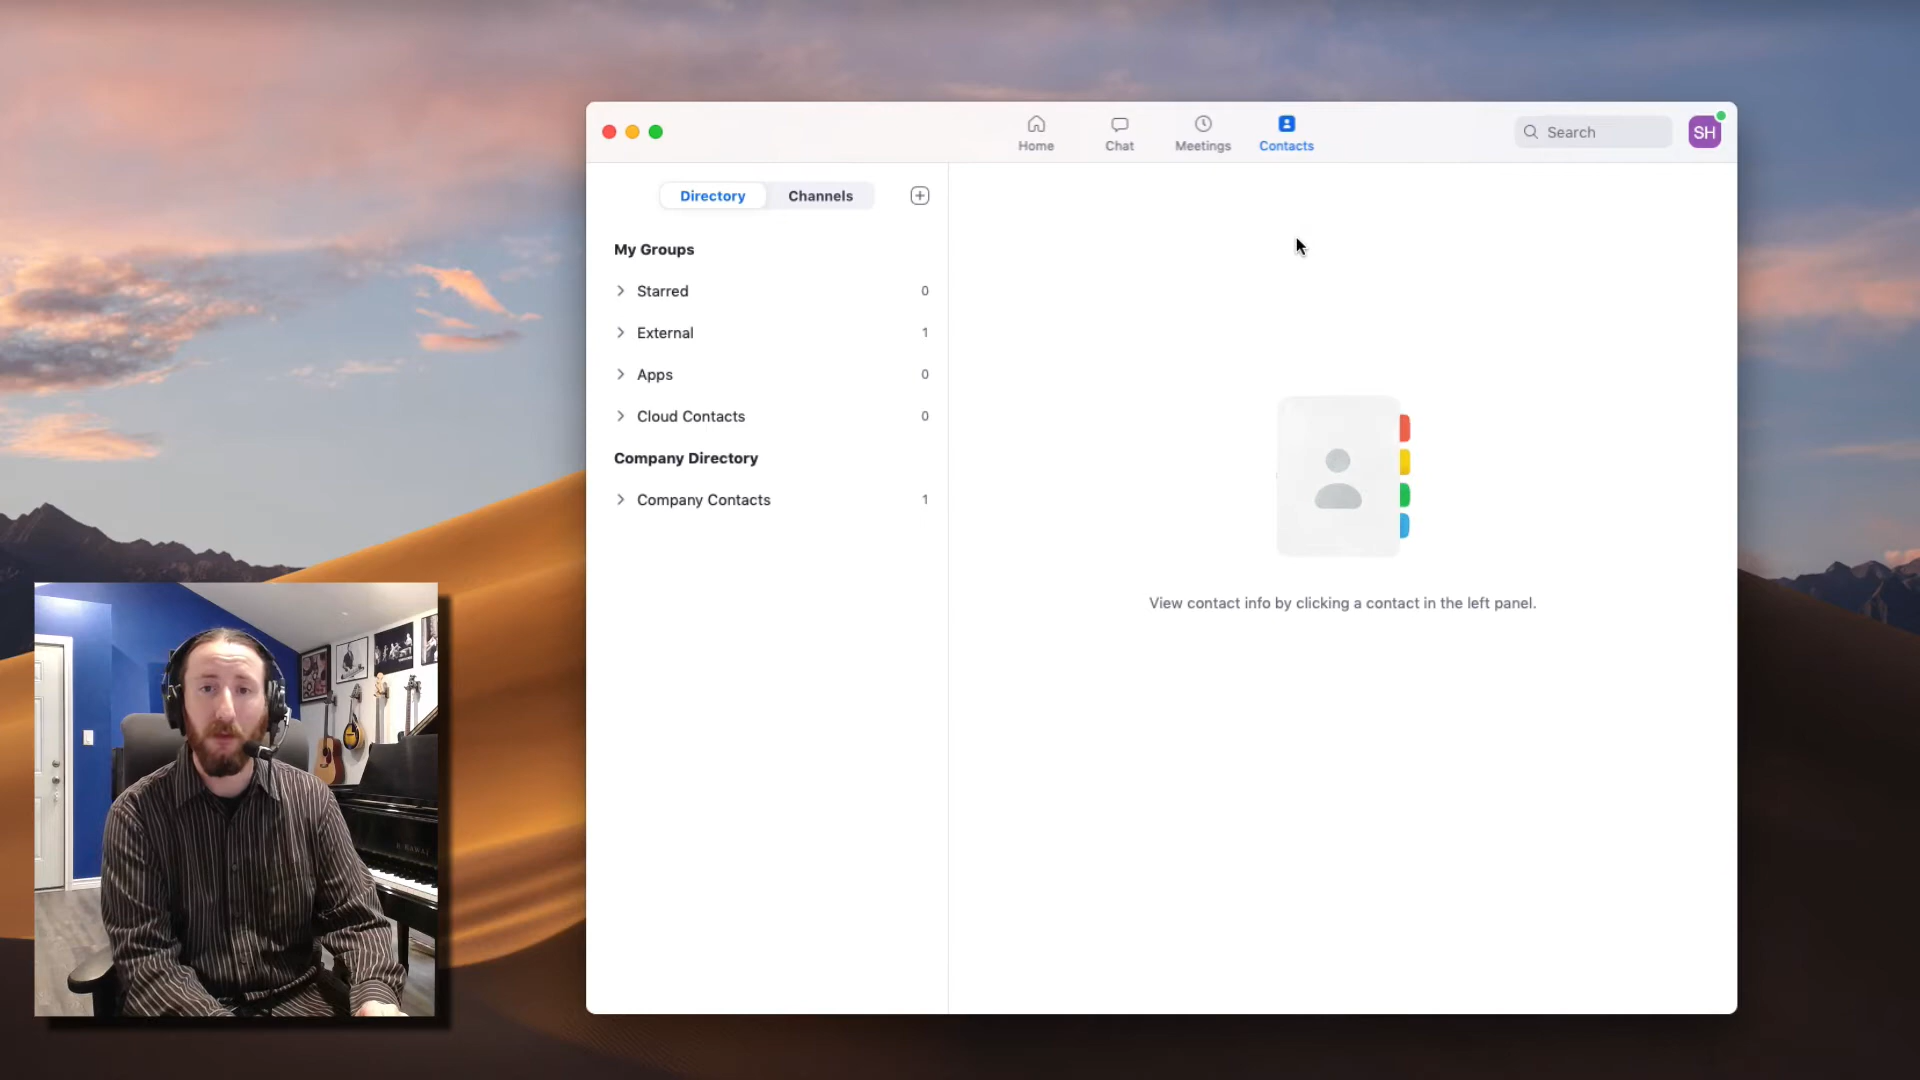 Home
Chat
Meetings
Contacts
Search
SH
Directory
Channels
My Groups
Starred
0
External
1
Apps
0
Cloud Contacts
0
Company Directory
Company Contacts
1
View contact info by clicking a contact in the left panel.